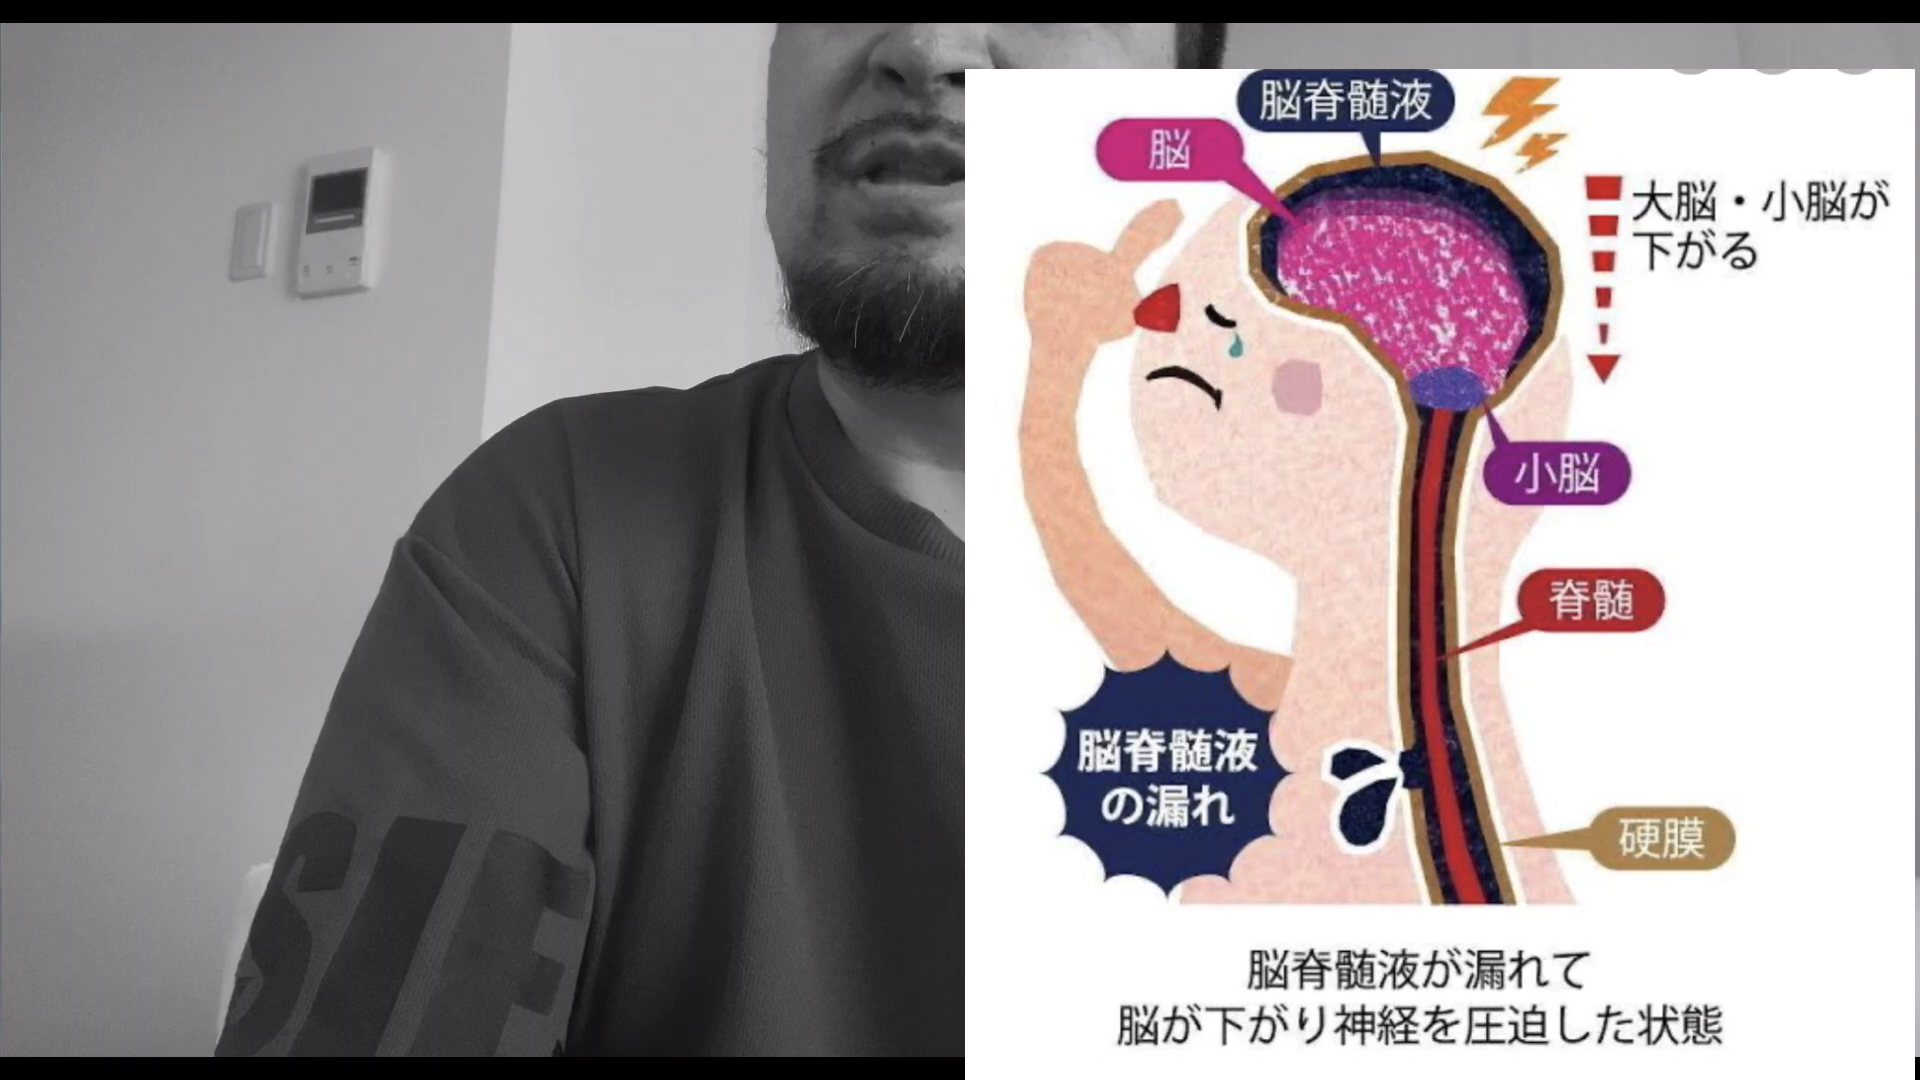 脳脊髄液
脳
大脳・小脳が
下がる
小脳
脊髄
脳脊髄液
の漏れ
硬膜
脳脊髄液が漏れて
脳が下がり神経を圧迫した状態